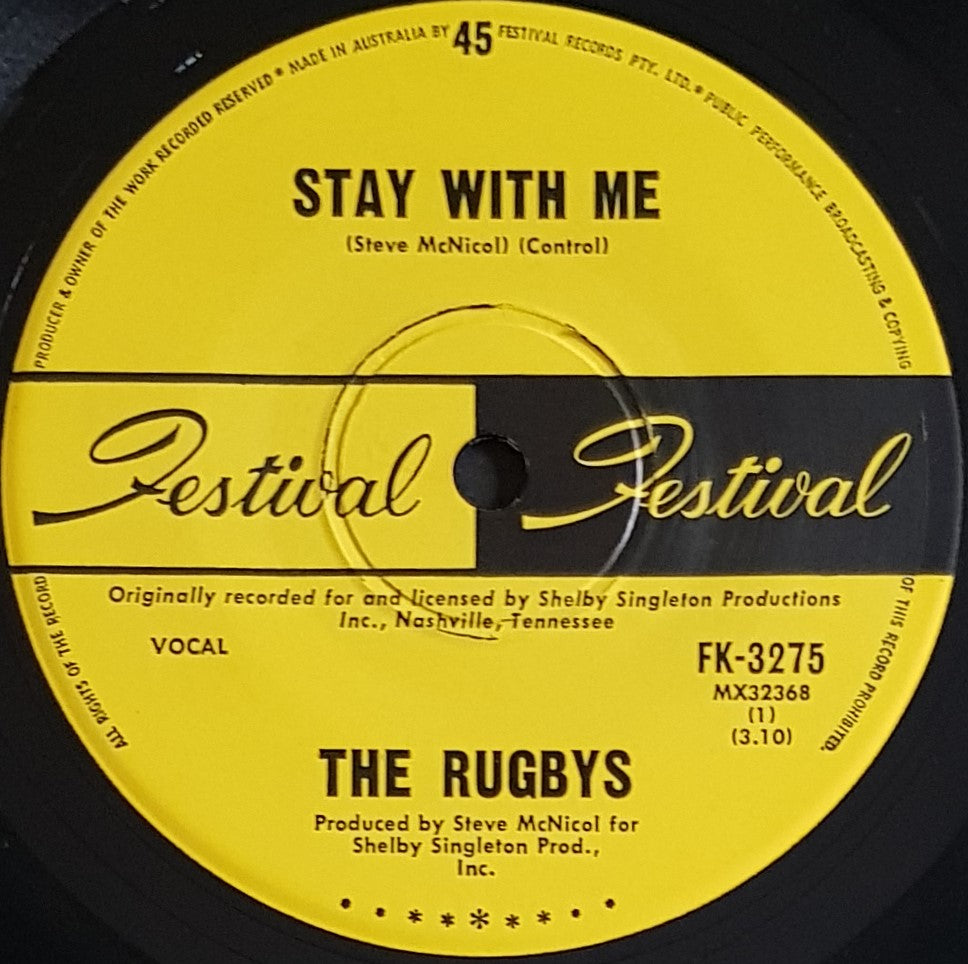 PRODUCER & OWNER OF THE WORK RECORDED RESERVED * MADE IN AUSTRALIA BY 45 FESTIVAL RECORDS PTY. LTD. * PUBLIC PERFORMANCE BROADCASTING & COPYING
STAY WITH ME
(Steve McNicol) (Control)
Festival Festival
Originally recorded for and licensed by Shelby Singleton Productions
Inc., Nashville, Tennessee
VOCAL
FK-3275
MX32368
(1)
(3.10)
ALL RIGHTS OF THE RECORD
OF THIS RECORD PROHIBITED.
THE RUGBYS
Produced by Steve McNicol for
Shelby Singleton Prod.,
Inc.